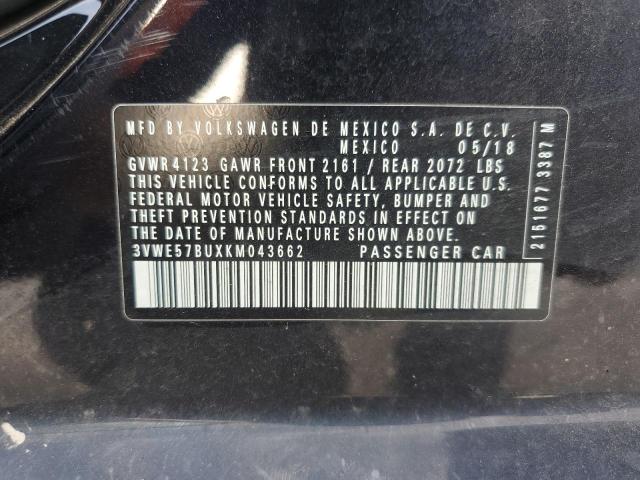 MFD BY VOLKSWAGEN DE MEXICO S.A. DE C.V.
MEXICO 05/18
GVWR 4123 GAWR FRONT 2161 / REAR 2072 LBS
THIS VEHICLE CONFORMS TO ALL APPLICABLE U.S.
FEDERAL MOTOR VEHICLE SAFETY, BUMPER AND
THEFT PREVENTION STANDARDS IN EFFECT ON
THE DATE OF MANUFACTURE SHOWN ABOVE.
3VWE57BUXKM043662 PASSENGER CAR
2151677 3387 M